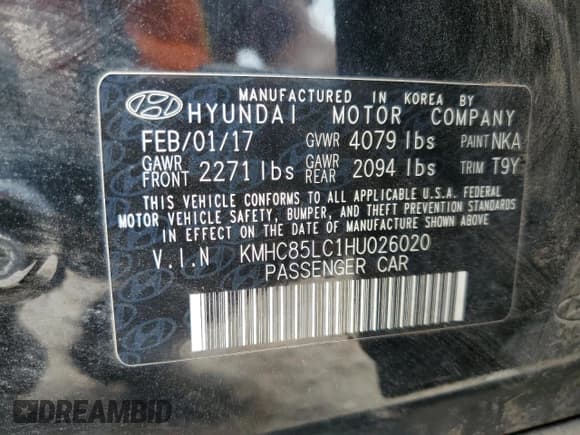 MANUFACTURED IN KOREA BY
HYUNDAI MOTOR COMPANY
FEB/01/17 GVWR 4079 lbs PAINT NKA
GAWR FRONT 2271 lbs GAWR REAR 2094 lbs TRIM T9Y
THIS VEHICLE CONFORMS TO ALL APPLICABLE U.S.A. FEDERAL
MOTOR VEHICLE SAFETY, BUMPER, AND THEFT PREVENTION STANDARDS
IN EFFECT ON THE DATE OF MANUFACTURE SHOWN ABOVE
V.I.N KMHC85LC1HU026020
PASSENGER CAR
DREAMBID